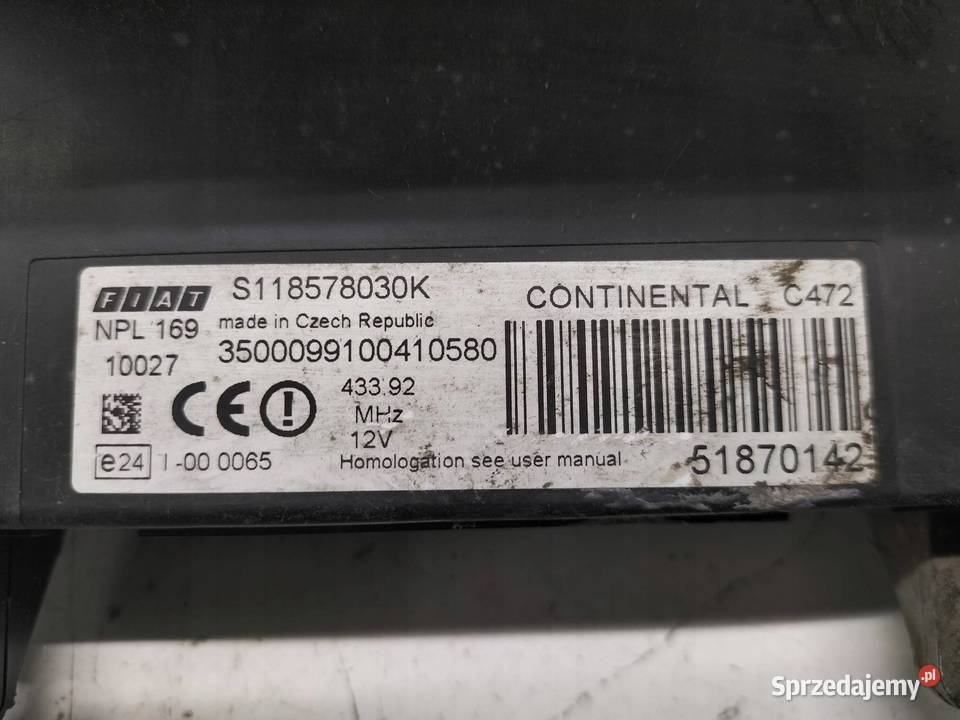 FIAT S118578030K CONTINENTAL C472
NPL 169 made in Czech Republic
10027 3500099100410580
CE 433.92
MHz
12V
e24 I-00 0065 Homologation see user manual 51870142
Sprzedajemy.pl